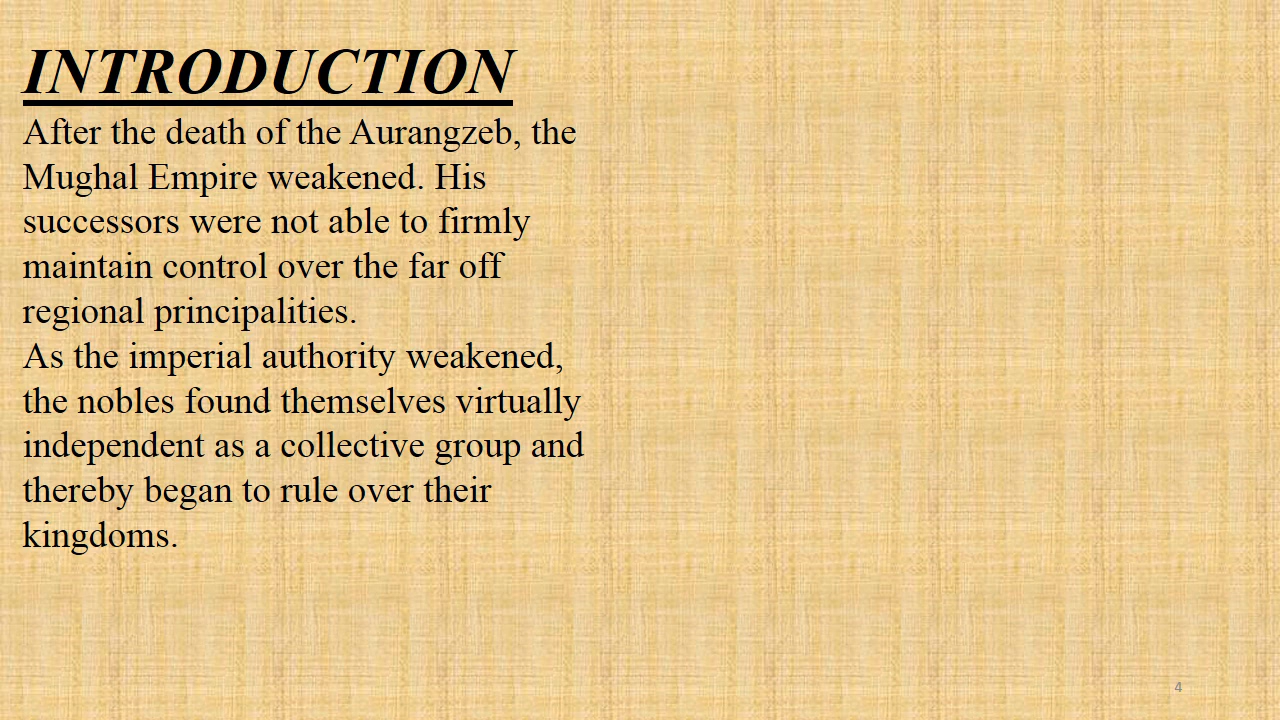 INTRODUCTION
After the death of the Aurangzeb, the
Mughal Empire weakened. His
successors were not able to firmly
maintain control over the far off
regional principalities.
As the imperial authority weakened,
the nobles found themselves virtually
independent as a collective group and
thereby began to rule over their
kingdoms.
4